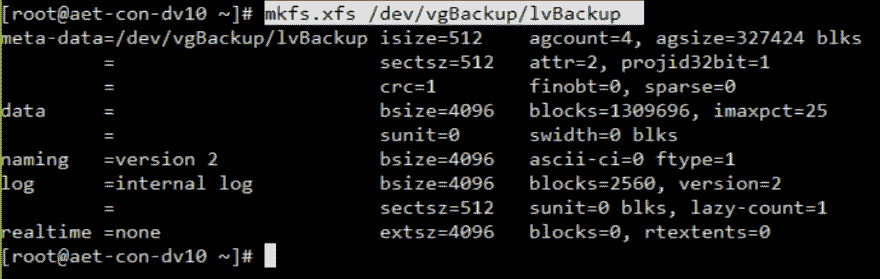 [root@aet-con-dv10 ~]# mkfs.xfs /dev/vgBackup/lvBackup
meta-data=/dev/vgBackup/lvBackup isize=512    agcount=4, agsize=327424 blks
         =                       sectsz=512   attr=2, projid32bit=1
         =                       crc=1        finobt=0, sparse=0
data     =                       bsize=4096   blocks=1309696, imaxpct=25
         =                       sunit=0      swidth=0 blks
naming   =version 2              bsize=4096   ascii-ci=0 ftype=1
log      =internal log           bsize=4096   blocks=2560, version=2
         =                       sectsz=512   sunit=0 blks, lazy-count=1
realtime =none                   extsz=4096   blocks=0, rtextents=0
[root@aet-con-dv10 ~]#